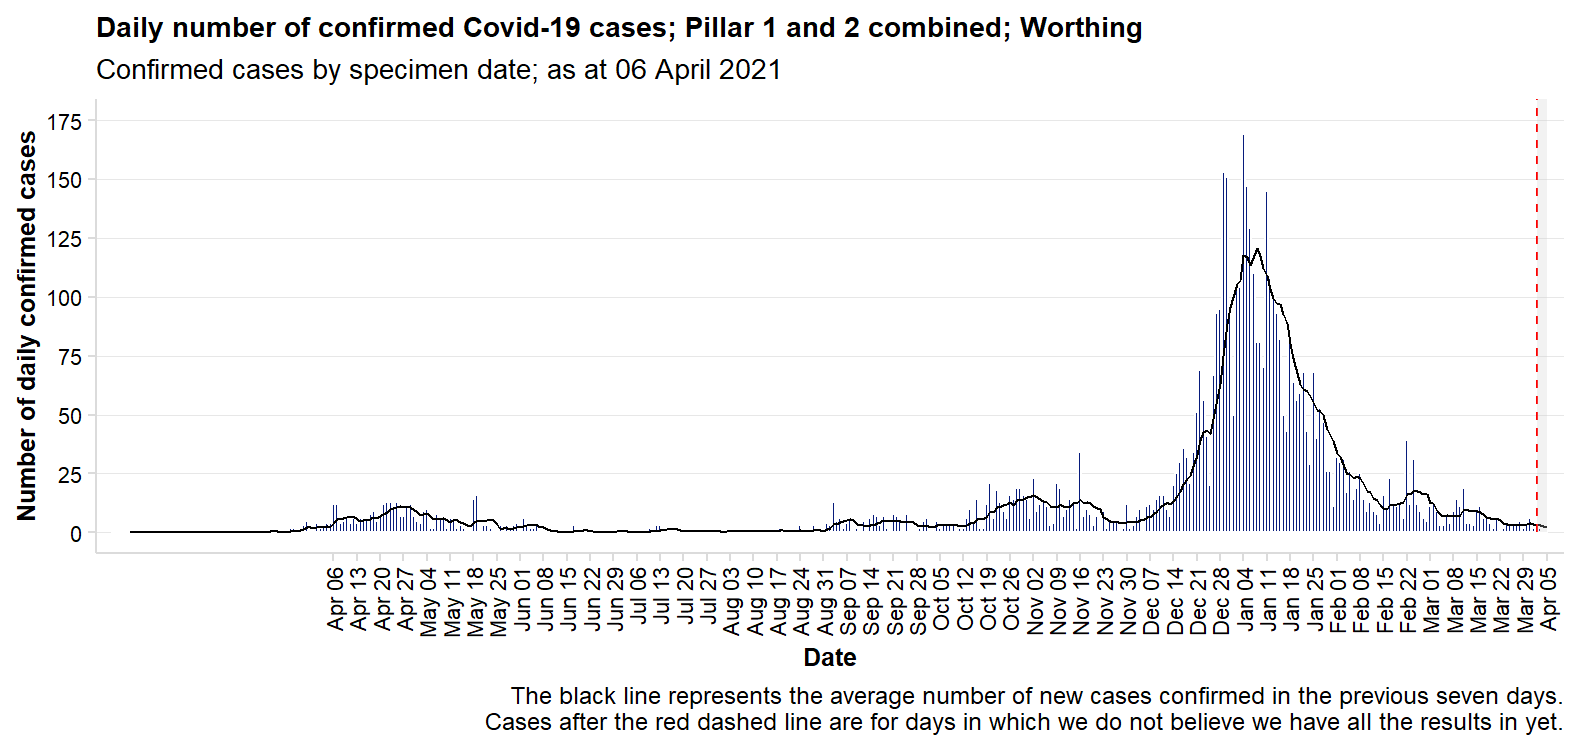 Daily number of confirmed Covid-19 cases; Pillar 1 and 2 combined; Worthing
Confirmed cases by specimen date; as at 06 April 2021
Number of daily confirmed cases
175
150
125
100
75
50
25
0
Apr 06
Apr 13
Apr 20
Apr 27
May 04
May 11
May 18
May 25
Jun 01
Jun 08
Jun 15
Jun 22
Jun 29
Jul 06
Jul 13
Jul 20
Jul 27
Aug 03
Aug 10
Aug 17
Aug 24
Aug 31
Sep 07
Sep 14
Sep 21
Sep 28
Oct 05
Oct 12
Oct 19
Oct 26
Nov 02
Nov 09
Nov 16
Nov 23
Nov 30
Dec 07
Dec 14
Dec 21
Dec 28
Jan 04
Jan 11
Jan 18
Jan 25
Feb 01
Feb 08
Feb 15
Feb 22
Mar 01
Mar 08
Mar 15
Mar 22
Mar 29
Apr 05
Date
The black line represents the average number of new cases confirmed in the previous seven days.
Cases after the red dashed line are for days in which we do not believe we have all the results in yet.